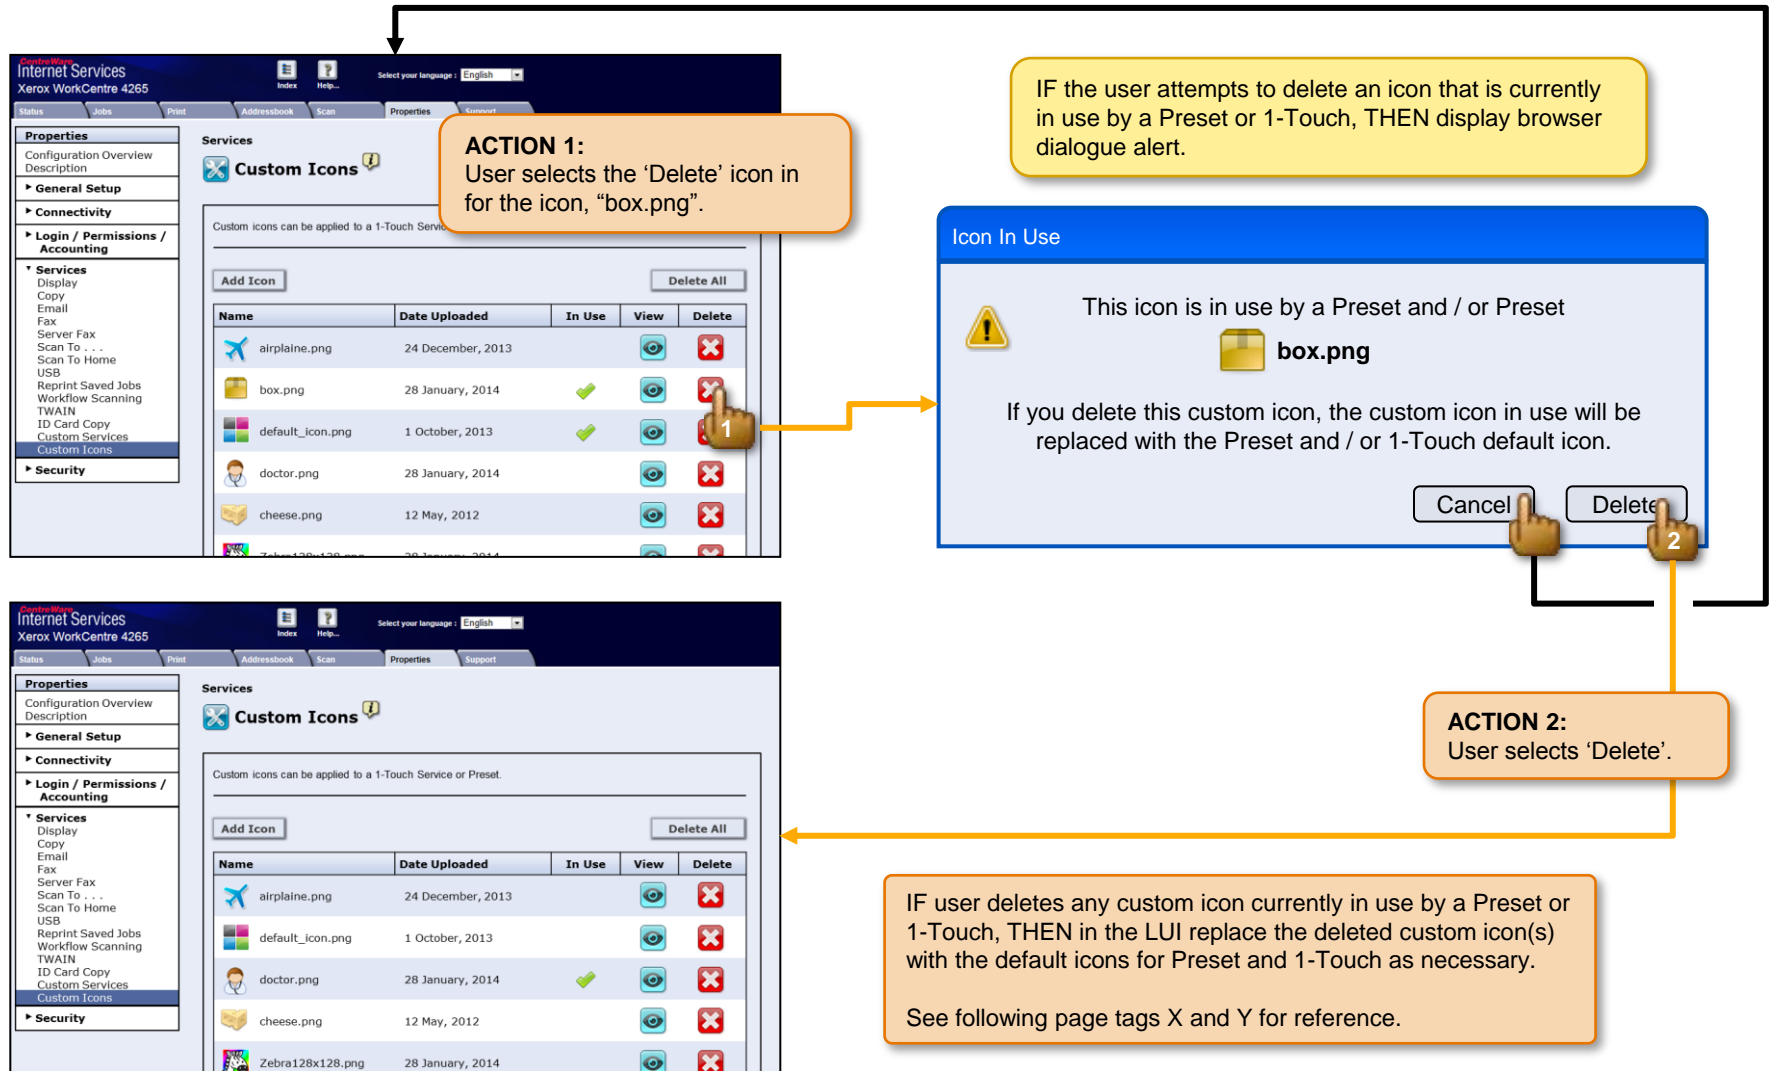 CentreWare
Internet Services
Xerox WorkCentre 4265
Index
Help...
Select your language :
English
Status
Jobs
Print
Addressbook
Scan
Properties
Support
Properties
Configuration Overview
Description
General Setup
Connectivity
Login / Permissions /
Accounting
Services
Display
Copy
Email
Fax
Server Fax
Scan To . . .
Scan To Home
USB
Reprint Saved Jobs
Workflow Scanning
TWAIN
ID Card Copy
Custom Services
Custom Icons
Security
Services
Custom Icons
Custom icons can be applied to a 1-Touch Servi
Add Icon
Delete All
Name Date Uploaded In Use View Delete
airplaine.png 24 December, 2013
box.png 28 January, 2014
default_icon.png 1 October, 2013
doctor.png 28 January, 2014
cheese.png 12 May, 2012
Zebra128x128.png 28 January, 2014
1
ACTION 1:
User selects the ‘Delete’ icon in
for the icon, “box.png”.
IF the user attempts to delete an icon that is currently
in use by a Preset or 1-Touch, THEN display browser
dialogue alert.
Icon In Use
This icon is in use by a Preset and / or Preset
box.png
If you delete this custom icon, the custom icon in use will be
replaced with the Preset and / or 1-Touch default icon.
Cancel
Delete
2
CentreWare
Internet Services
Xerox WorkCentre 4265
Index
Help...
Select your language :
English
Status
Jobs
Print
Addressbook
Scan
Properties
Support
Properties
Configuration Overview
Description
General Setup
Connectivity
Login / Permissions /
Accounting
Services
Display
Copy
Email
Fax
Server Fax
Scan To . . .
Scan To Home
USB
Reprint Saved Jobs
Workflow Scanning
TWAIN
ID Card Copy
Custom Services
Custom Icons
Security
Services
Custom Icons
Custom icons can be applied to a 1-Touch Service or Preset.
Add Icon
Delete All
Name Date Uploaded In Use View Delete
airplaine.png 24 December, 2013
default_icon.png 1 October, 2013
doctor.png 28 January, 2014
cheese.png 12 May, 2012
Zebra128x128.png 28 January, 2014
ACTION 2:
User selects ‘Delete’.
IF user deletes any custom icon currently in use by a Preset or
1-Touch, THEN in the LUI replace the deleted custom icon(s)
with the default icons for Preset and 1-Touch as necessary.
See following page tags X and Y for reference.